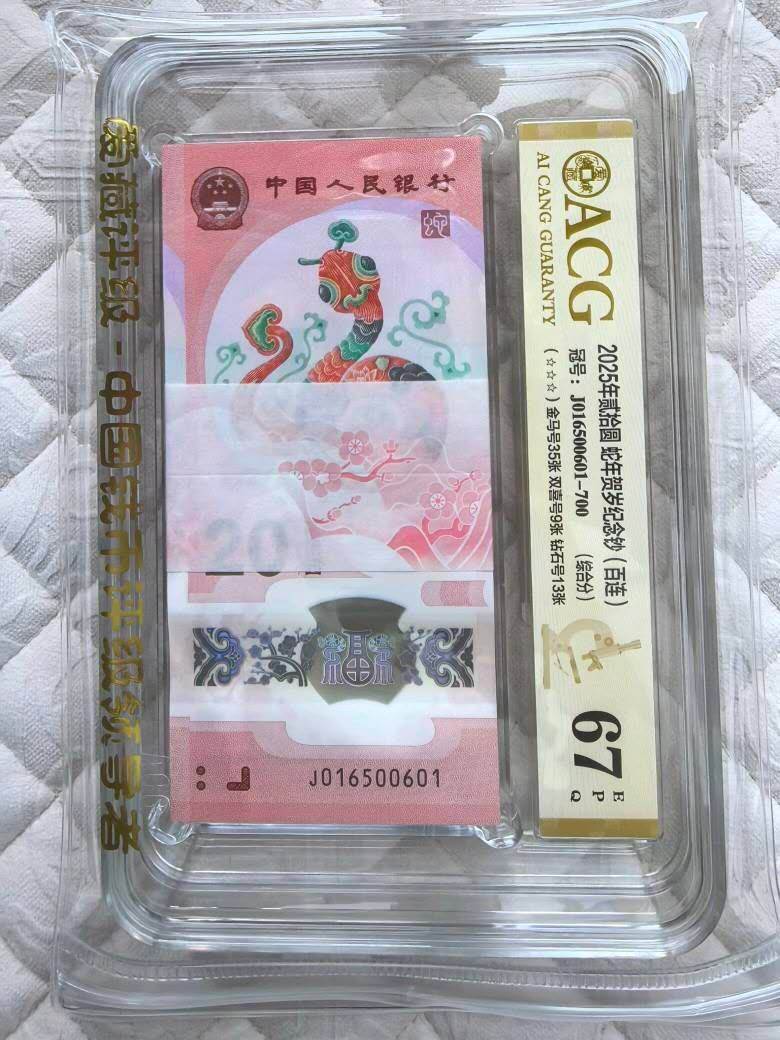 爱藏评级-中国钱币评级领导者
中国人民银行
20
J016500601
ACG
AI CANG GUARANTY
2025年贰拾圆 蛇年贺岁纪念钞（百连）
冠号：J016500601-700 （综合分）
（☆☆☆）金马号35张 双喜号9张 钻石号13张
67
EPQ